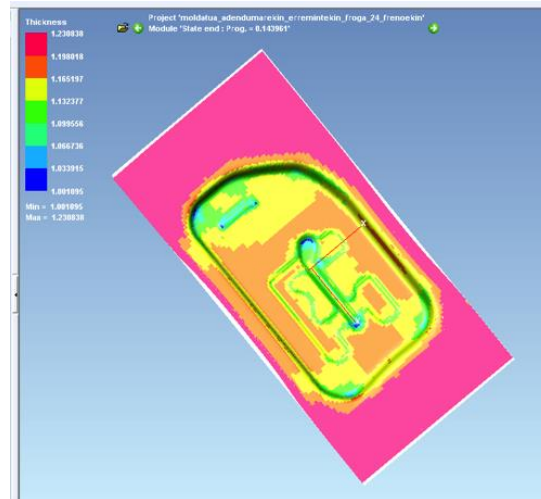 Project 'moldatua_adendumarekin_erremintekin_froga_24_frenoekin'
Module 'State end : Prog. = 0.143961'
Thickness
1.230838
1.198018
1.165197
1.132377
1.099556
1.066736
1.033915
1.001095
Min = 1.001095
Max = 1.230838